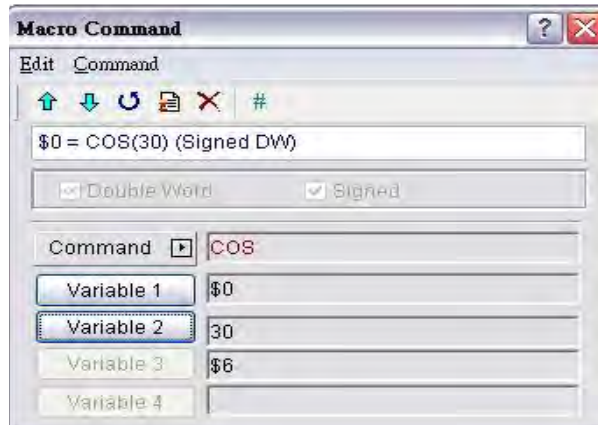 Macro Command
Edit Command
#
$0 = COS(30) (Signed DW)
Double Word Signed
Command COS
Variable 1 $0
Variable 2 30
Variable 3 $6
Variable 4